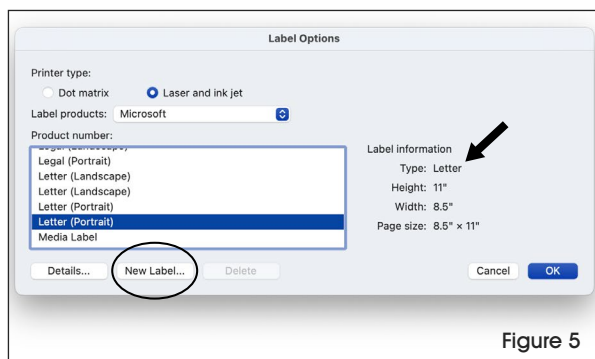 Label Options
Printer type:
Dot matrix
Laser and ink jet
Label products: Microsoft
Product number:
Legal (Landscape)
Legal (Portrait)
Letter (Landscape)
Letter (Landscape)
Letter (Portrait)
Letter (Portrait)
Media Label
Label information
Type: Letter
Height: 11"
Width: 8.5"
Page size: 8.5" × 11"
Details... New Label... Delete Cancel OK
Figure 5